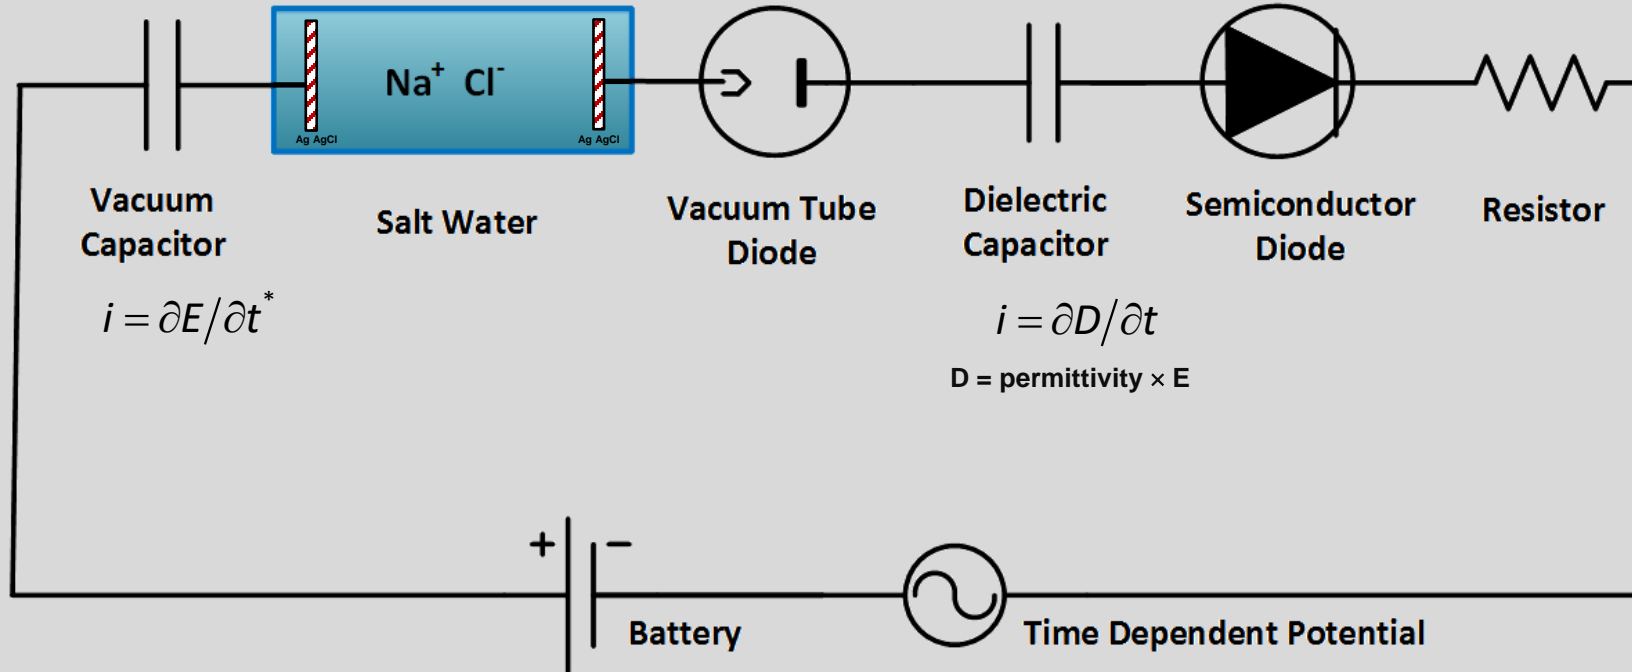 Na⁺ Cl⁻
Ag AgCl
Ag AgCl
Vacuum
Capacitor
Salt Water
Vacuum Tube
Diode
Dielectric
Capacitor
Semiconductor
Diode
Resistor
i = ∂E/∂t*
i = ∂D/∂t
D = permittivity × E
+ −
Battery
Time Dependent Potential